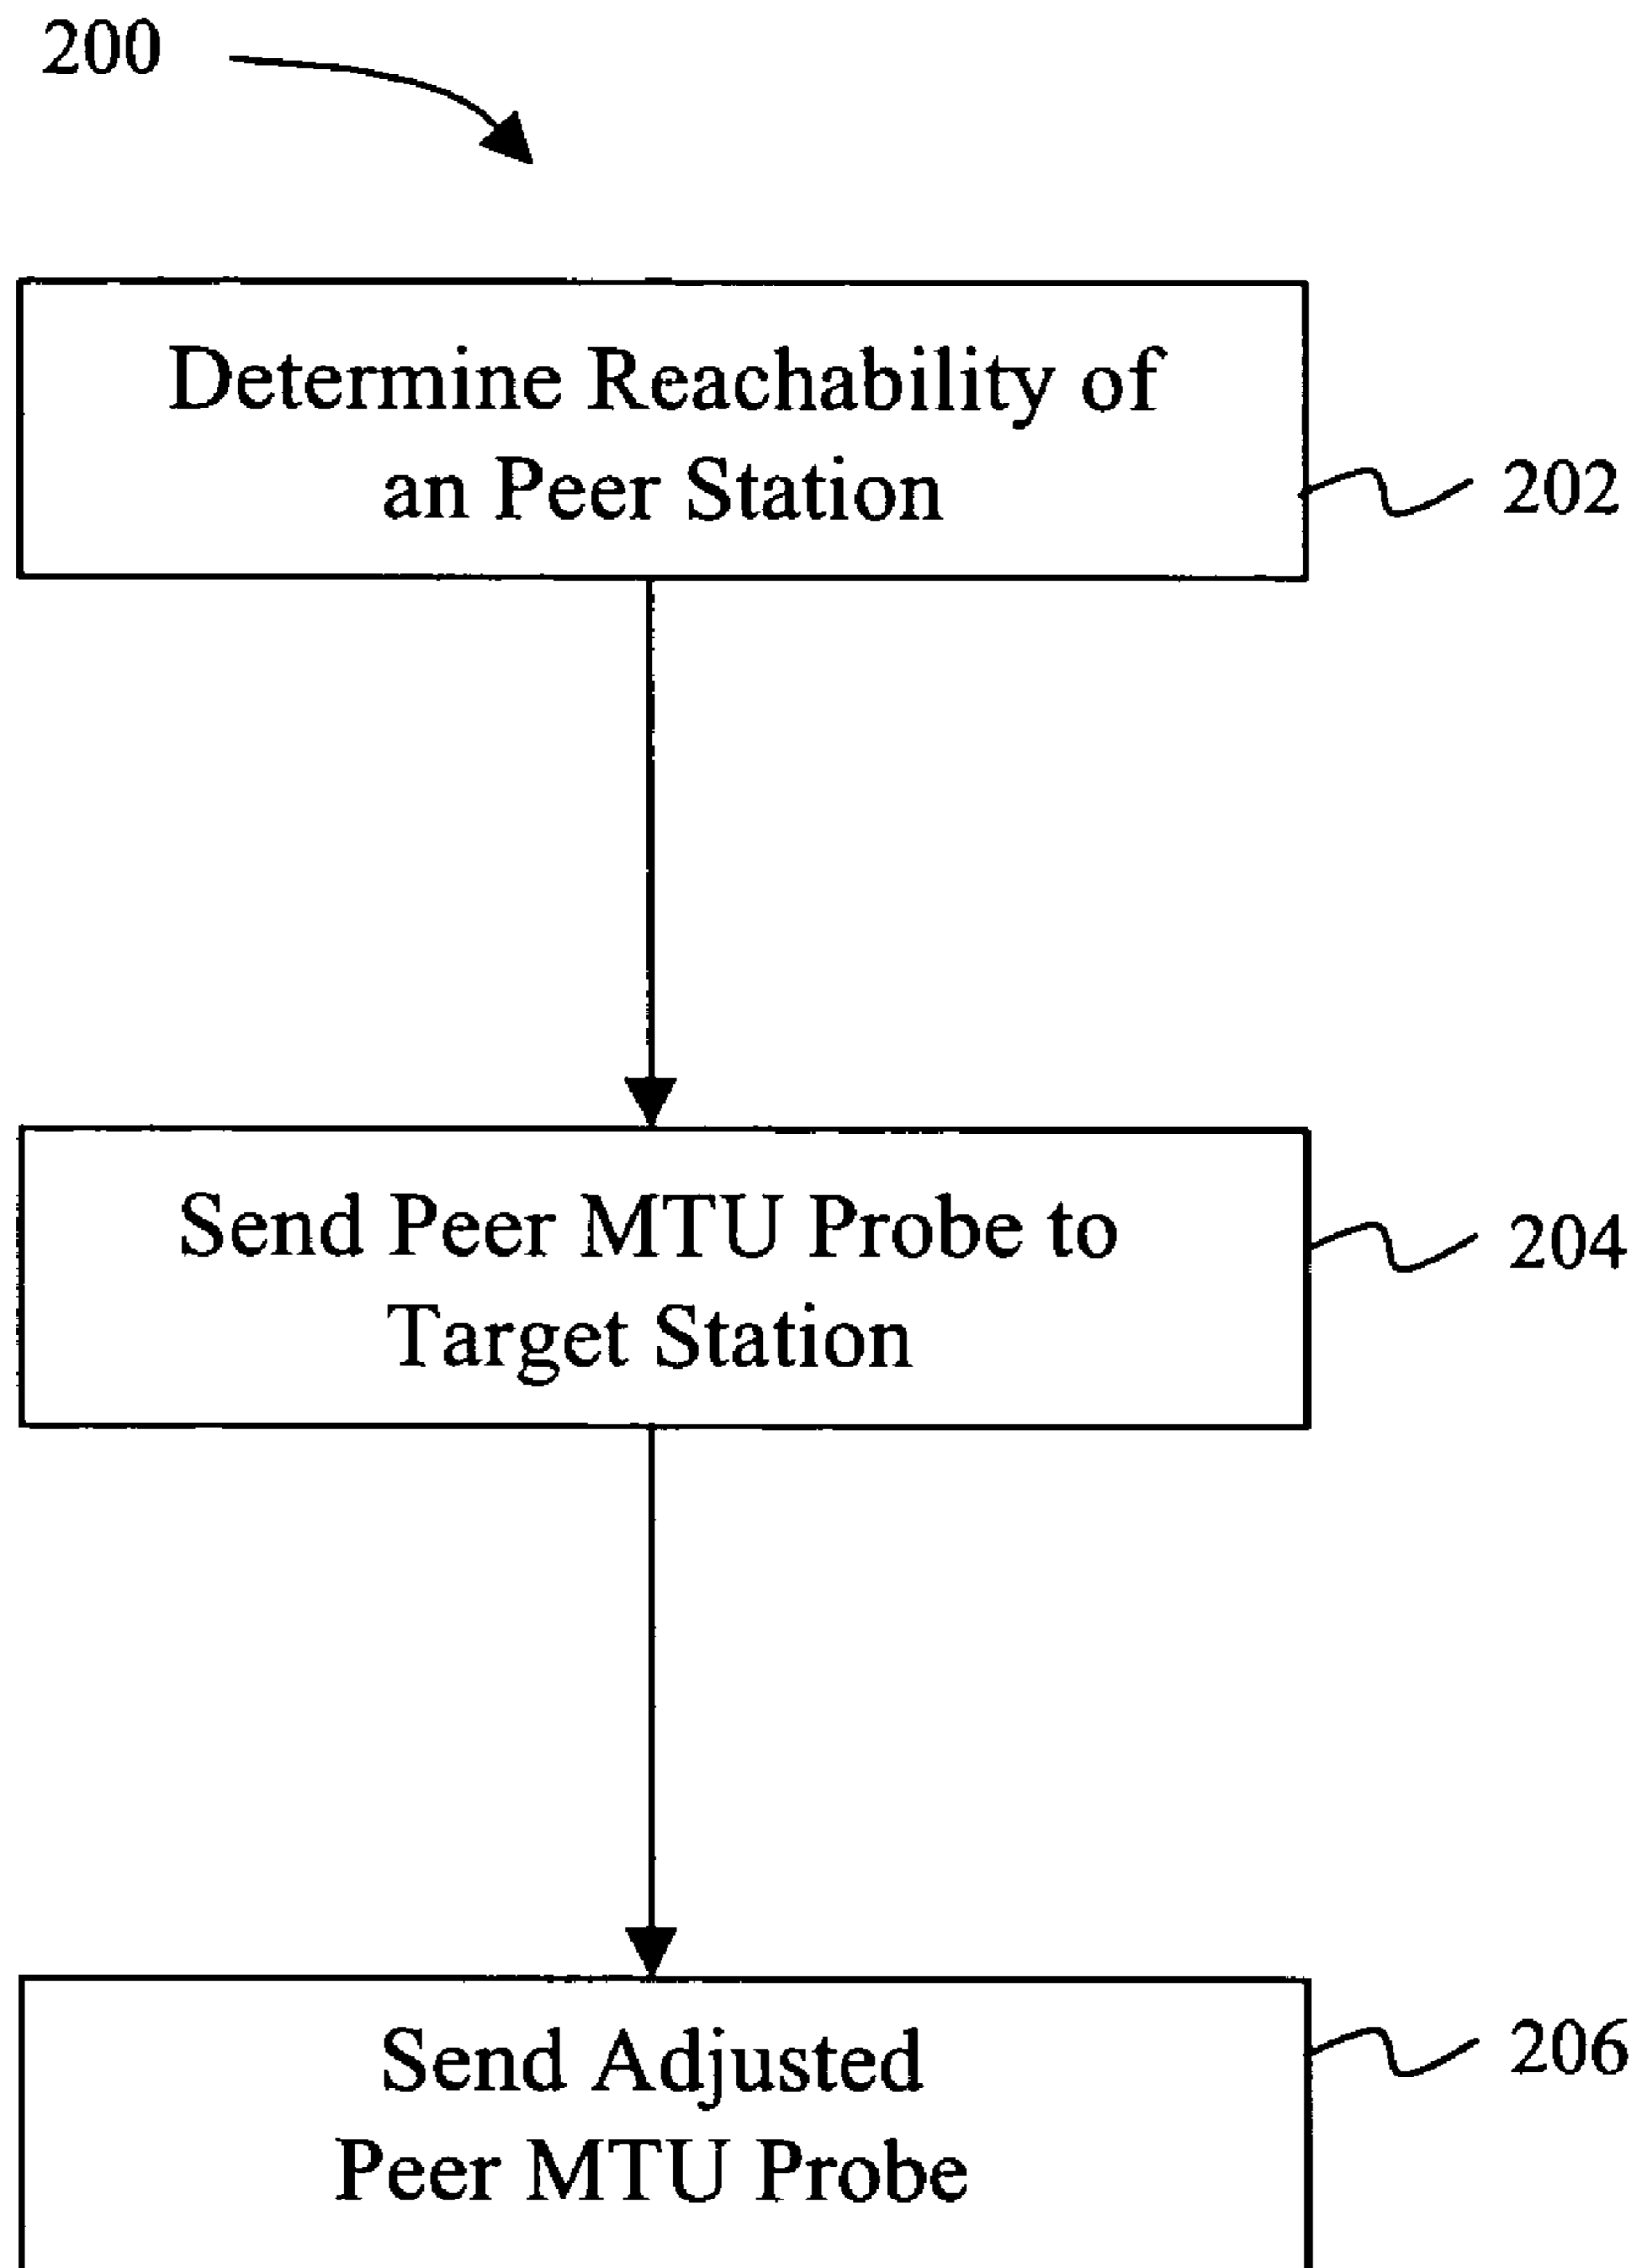 200
Determine Reachability of
an Peer Station
202
Send Peer MTU Probe to
Target Station
204
Send Adjusted
Peer MTU Probe
206